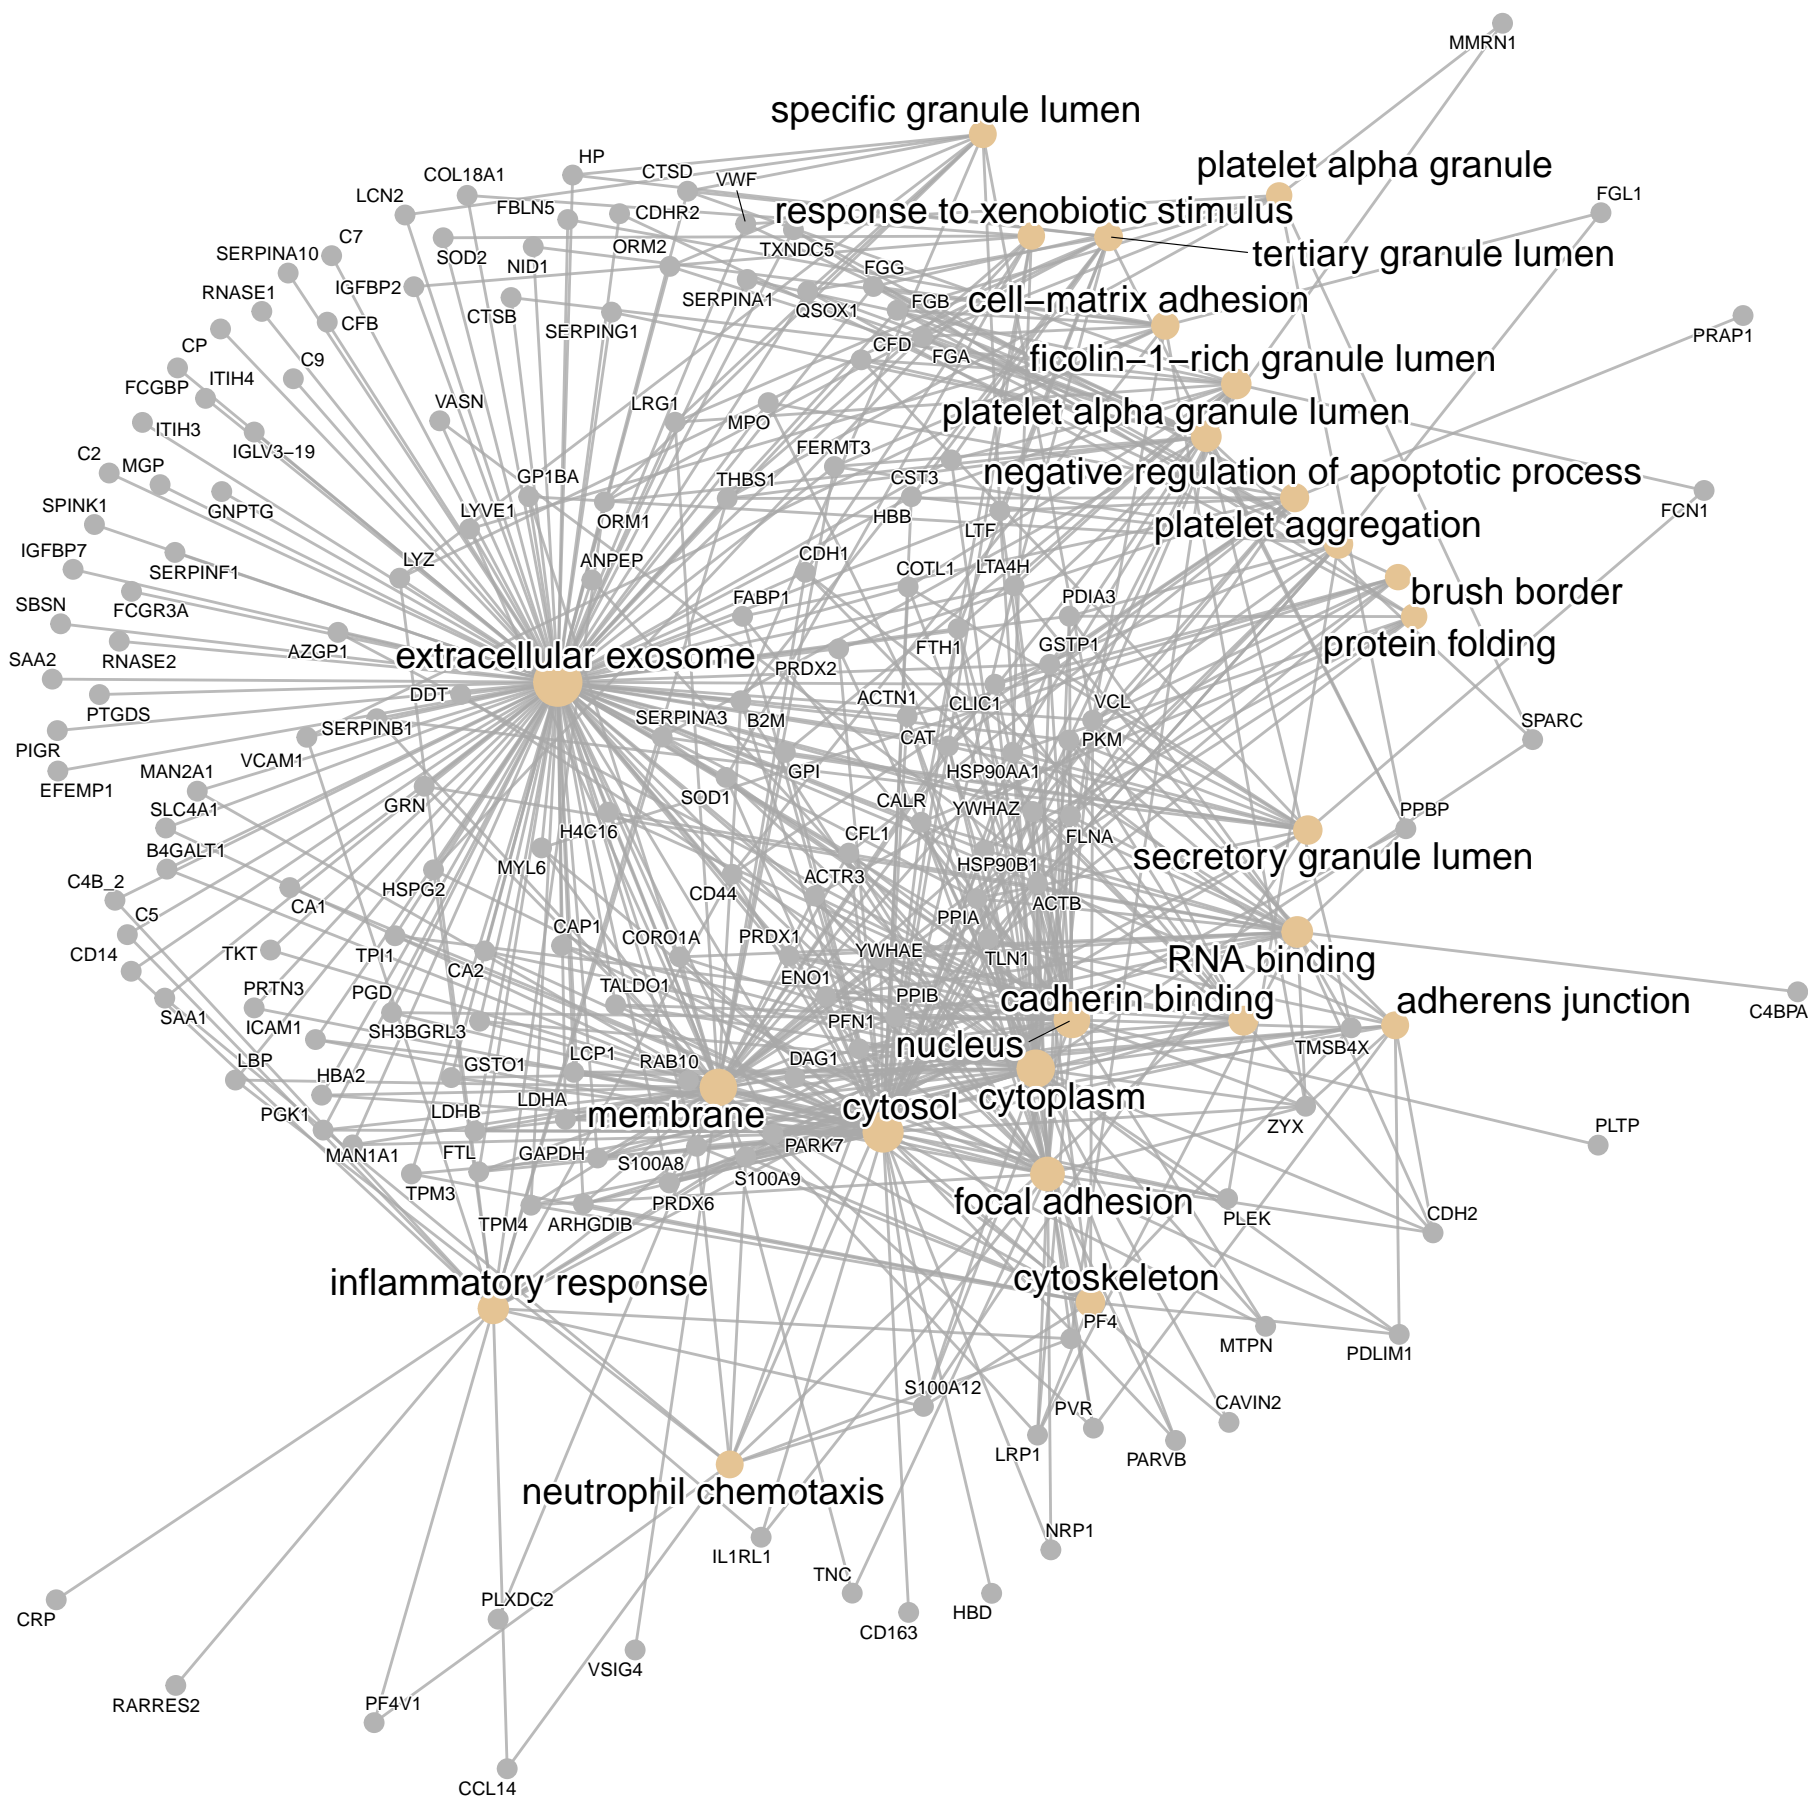 MMRN1
specific granule lumen
HP
COL18A1
CTSD
VWF
platelet alpha granule
LCN2
FBLN5
CDHR2
response to xenobiotic stimulus
FGL1
C7
SERPINA10
SOD2
NID1
ORM2
TXNDC5
tertiary granule lumen
RNASE1
IGFBP2
FGG
SERPINA1
CTSB
QSOX1
FGB
cell−matrix adhesion
CFB
SERPING1
PRAP1
CP
C9
CFD
FGA
ficolin−1−rich granule lumen
FCGBP
ITIH4
VASN
LRG1
MPO
platelet alpha granule lumen
ITIH3
IGLV3−19
FERMT3
C2
MGP
GP1BA
THBS1
CST3
negative regulation of apoptotic process
SPINK1
GNPTG
LYVE1
ORM1
HBB
LTF
platelet aggregation
FCN1
IGFBP7
SERPINF1
LYZ
ANPEP
CDH1
COTL1
LTA4H
SBSN
FCGR3A
FABP1
PDIA3
brush border
SAA2
RNASE2
AZGP1
extracellular exosome
PRDX2
FTH1
GSTP1
protein folding
PTGDS
DDT
SERPINA3
B2M
ACTN1
CLIC1
VCL
SPARC
PIGR
SERPINB1
CAT
PKM
EFEMP1
VCAM1
MAN2A1
GPI
HSP90AA1
SLC4A1
GRN
SOD1
CALR
YWHAZ
PPBP
B4GALT1
H4C16
CFL1
FLNA
MYL6
HSP90B1
secretory granule lumen
C4B_2
CA1
HSPG2
CD44
ACTR3
C5
CAP1
CORO1A
PRDX1
PPIA
ACTB
CD14
TKT
TPI1
CA2
ENO1
YWHAE
TLN1
RNA binding
SAA1
PRTN3
PGD
TALDO1
PPIB
cadherin binding
adherens junction
C4BPA
ICAM1
SH3BGRL3
PFN1
nucleus
TMSB4X
LBP
HBA2
GSTO1
LCP1
RAB10
DAG1
PGK1
LDHB
LDHA
membrane
cytosol
cytoplasm
ZYX
PLTP
MAN1A1
FTL
GAPDH
S100A8
PARK7
TPM3
S100A9
TPM4
ARHGDIB
PRDX6
focal adhesion
PLEK
CDH2
inflammatory response
cytoskeleton
PF4
MTPN
PDLIM1
S100A12
PVR
CAVIN2
LRP1
PARVB
neutrophil chemotaxis
NRP1
IL1RL1
TNC
CRP
PLXDC2
CD163
HBD
VSIG4
RARRES2
PF4V1
CCL14